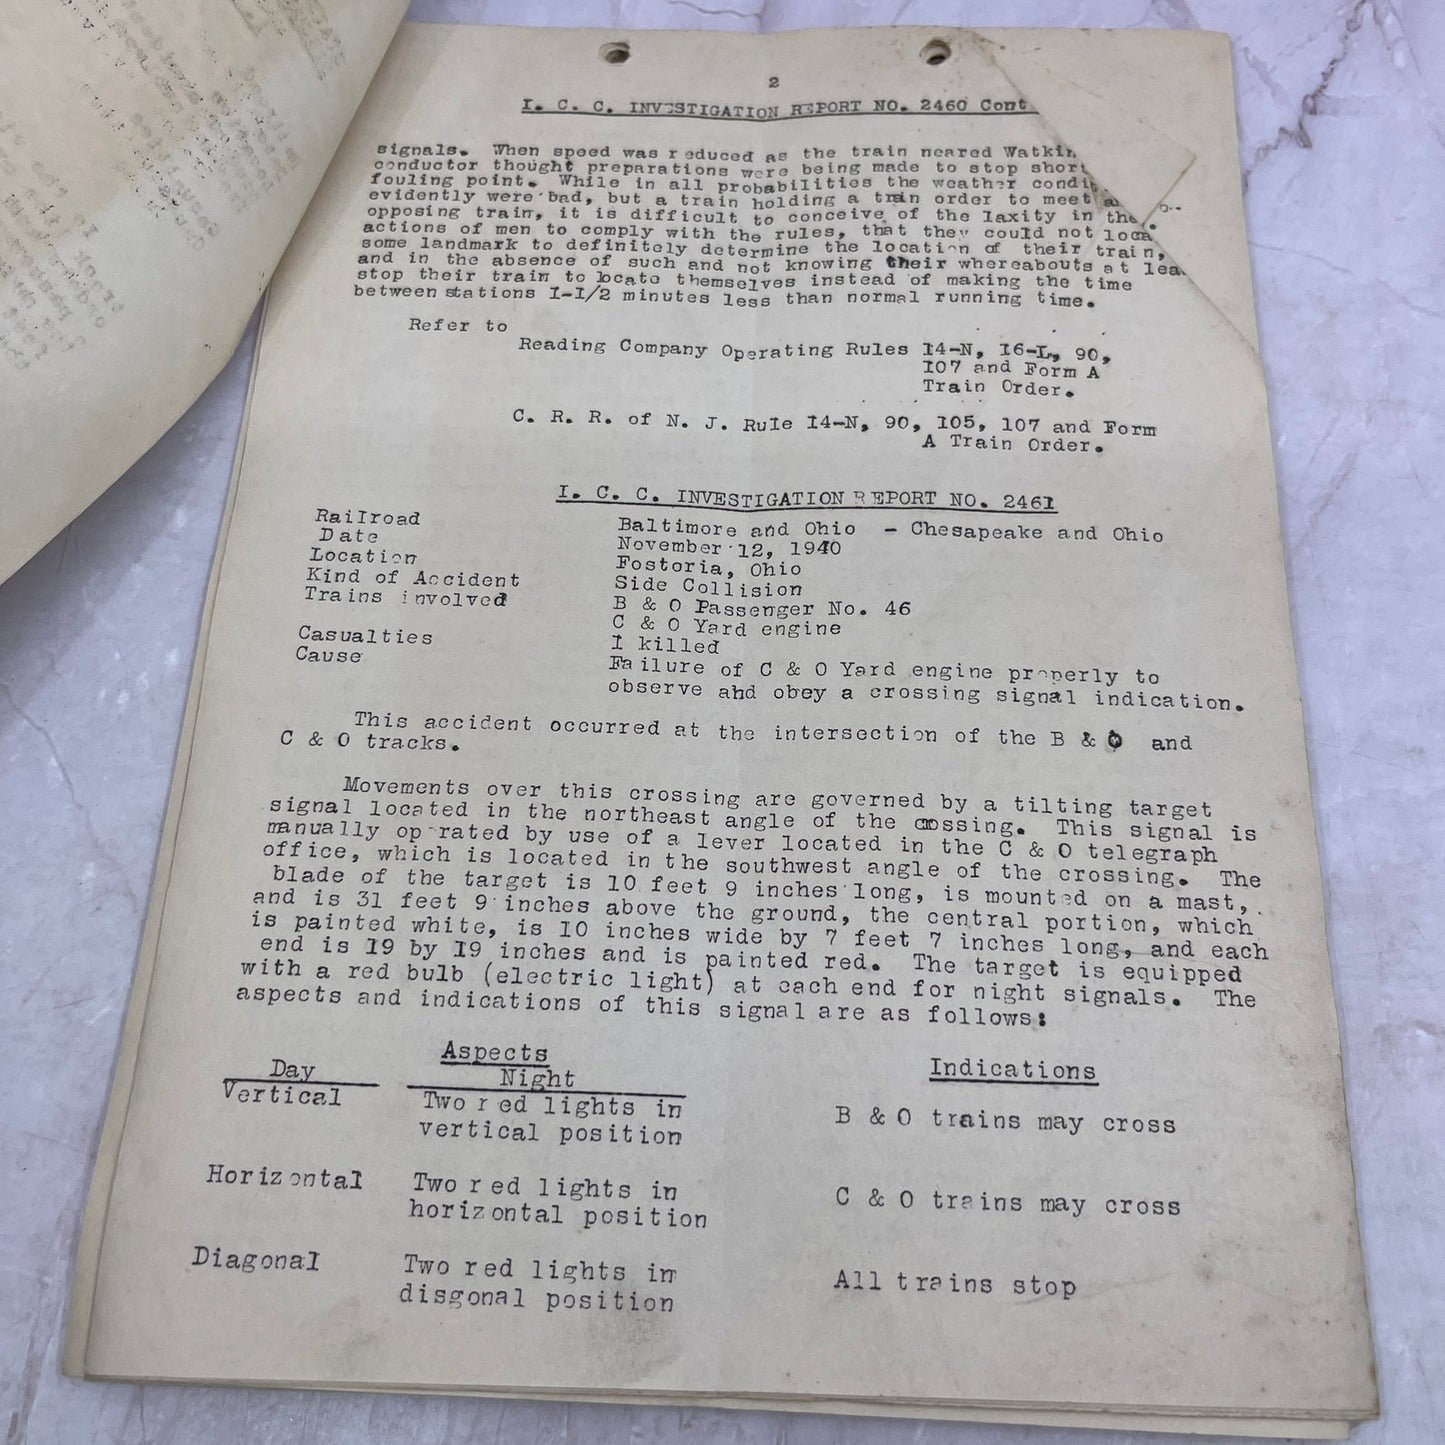 2
I. C. C. INVESTIGATION REPORT NO. 2460 Cont
signals. When speed was reduced as the train neared
conductor thought preparations were being made to stop short
fouling point. While in all probabilities the weather
evidently were bad, but a train holding a train order to meet
opposing train, it is difficult to conceive of the laxity in the
actions of men to comply with the rules, that they could not
some landmark to definitely determine the location of their train,
and in the absence of such and not knowing their whereabouts at
stop their train to locate themselves instead of making the time
between stations I-I/2 minutes less than normal running time.
Refer to
Reading Company Operating Rules 14-N, 16-L, 90,
107 and Form A
Train Order.
C. R. R. of N. J. Rule 14-N, 90, 105, 107 and Form
A Train Order.
I. C. C. INVESTIGATION REPORT NO. 2461
Railroad Baltimore and Ohio - Chesapeake and Ohio
Date November 12, 1940
Location Fostoria, Ohio
Kind of Accident Side Collision
Trains involved B & O Passenger No. 46
C & O Yard engine
Casualties 1 killed
Cause Failure of C & O Yard engine properly to
observe and obey a crossing signal indication.
This accident occurred at the intersection of the B & O and
C & O tracks.
Movements over this crossing are governed by a tilting target
signal located in the northeast angle of the crossing. This signal is
manually operated by use of a lever located in the C & O telegraph
office, which is located in the southwest angle of the crossing. The
blade of the target is 10 feet 9 inches long, is mounted on a mast,
and is 31 feet 9 inches above the ground, the central portion, which
is painted white, is 10 inches wide by 7 feet 7 inches long, and each
end is 19 by 19 inches and is painted red. The target is equipped
with a red bulb (electric light) at each end for night signals. The
aspects and indications of this signal are as follows:
Aspects Indications
Day Night
Vertical Two red lights in
vertical position B & O trains may cross
Horizontal Two red lights in
horizontal position C & O trains may cross
Diagonal Two red lights in
disgonal position All trains stop